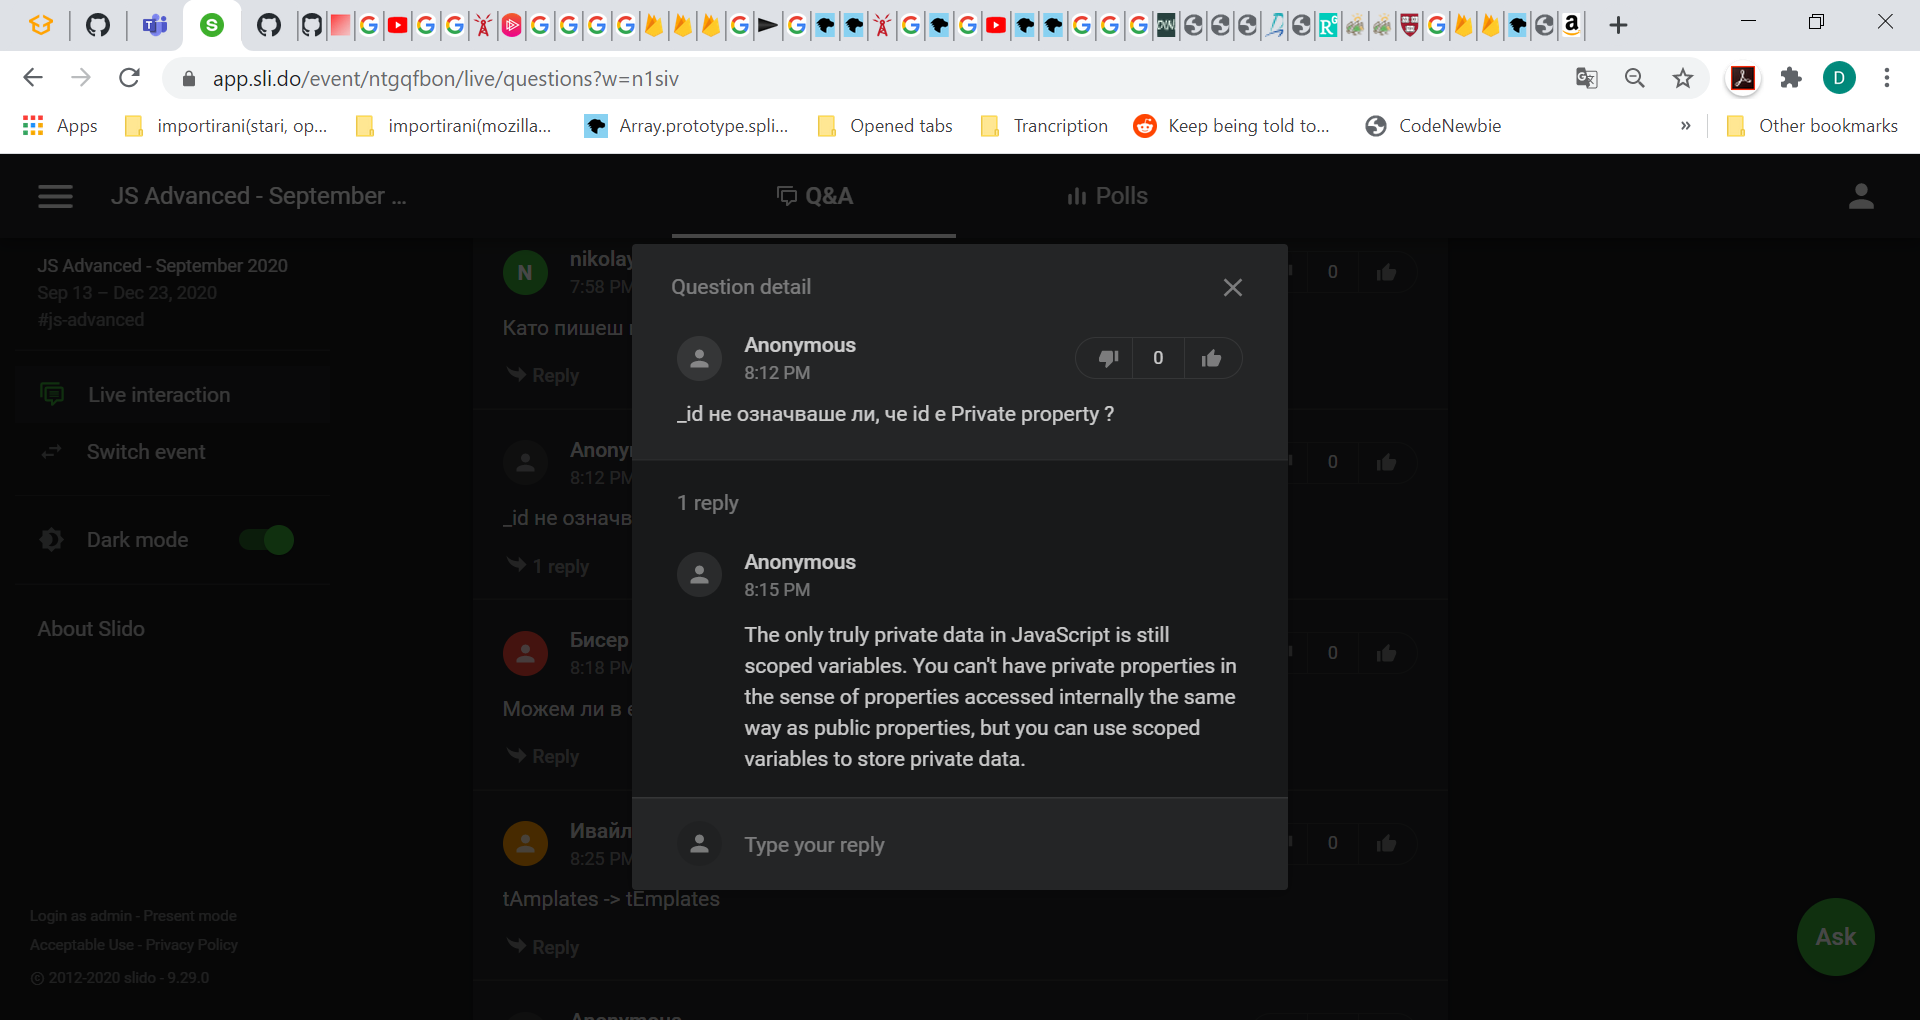 app.sli.do/event/ntgqfbon/live/questions?w=n1siv
D
Apps
importirani(stari, op...
importirani(mozilla...
Array.prototype.spli...
Opened tabs
Trancription
Keep being told to...
CodeNewbie
»
Other bookmarks
JS Advanced - September ...
Q&A
Polls
JS Advanced - September 2020
Sep 13 – Dec 23, 2020
#js-advanced
Live interaction
Switch event
Dark mode
About Slido
Login as admin - Present mode
Acceptable Use - Privacy Policy
© 2012-2020 slido - 9.29.0
N
nikolay
7:58 PM
0
Като пишеш
Reply
8:12 PM
0
_id не
1 reply
Бисер
8:18 PM
0
Можем ли в
Reply
8:25 PM
0
tAmplates -> tEmplates
Reply
Question detail
Anonymous
8:12 PM
0
_id не означваше ли, че id е Private property ?
1 reply
Anonymous
8:15 PM
The only truly private data in JavaScript is still
scoped variables. You can't have private properties in
the sense of properties accessed internally the same
way as public properties, but you can use scoped
variables to store private data.
Type your reply
Ask